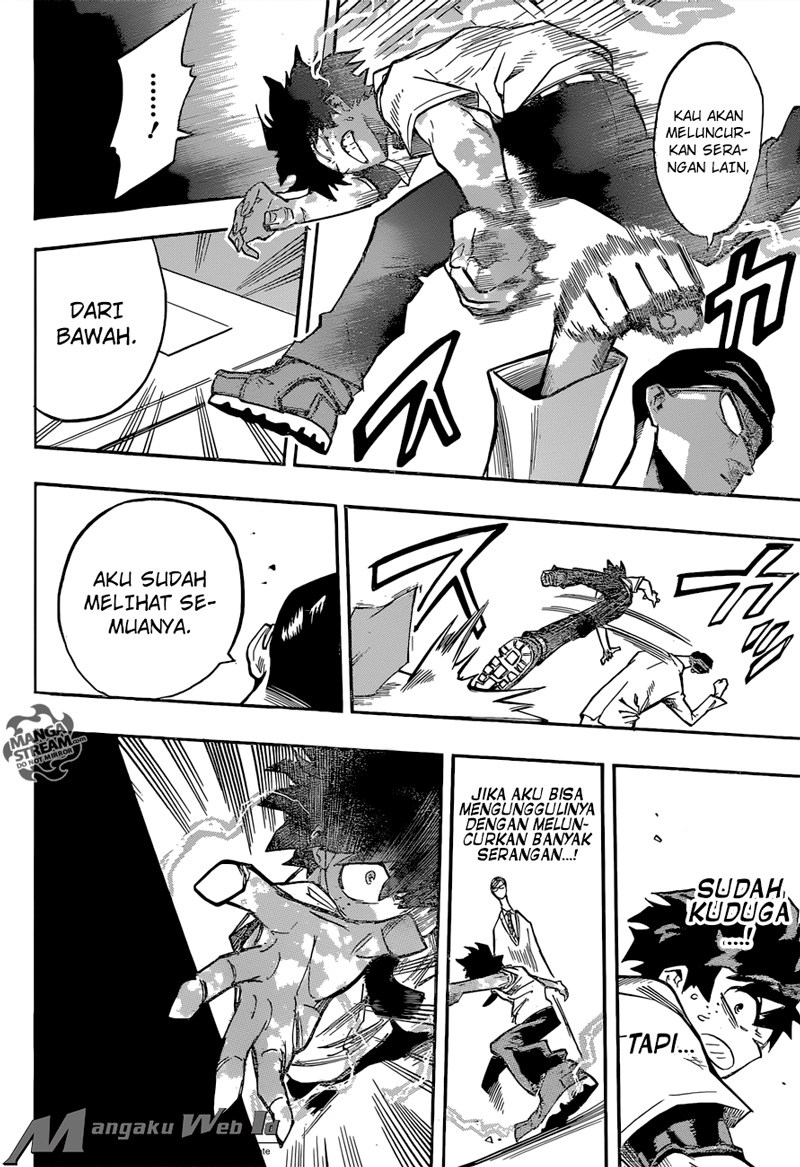 KAU AKAN
MELUNCUR-
KAN SERA-
NGAN LAIN,
......!
DARI
BAWAH.
AKU SUDAH
MELIHAT SE-
MUANYA.
SUDAH
KUDUGA
....!
TAPI...
JIKA AKU BISA
MENGUNGGULINYA
DENGAN MELUN-
CURKAN BANYAK
SERANGAN...!
MANGA
STREAM.com
DO NOT MIRROR
Mangaku Web Id